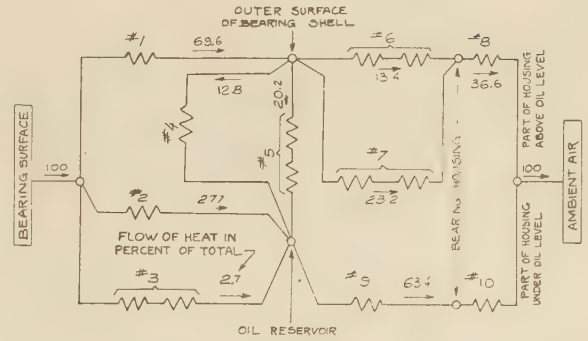 OUTER SURFACE
OF BEARING SHELL
#1
69.6
#6
13.4
#8
36.6
12.8
20.2
#4
#5
#7
23.2
BEARING SURFACE
100
#2
27.1
FLOW OF HEAT IN
PERCENT OF TOTAL
2.7
#3
BEARING HOUSING
PART OF HOUSING
ABOVE OIL LEVEL
100
AMBIENT AIR
PART OF HOUSING
UNDER OIL LEVEL
#9
63.4
#10
OIL RESERVOIR